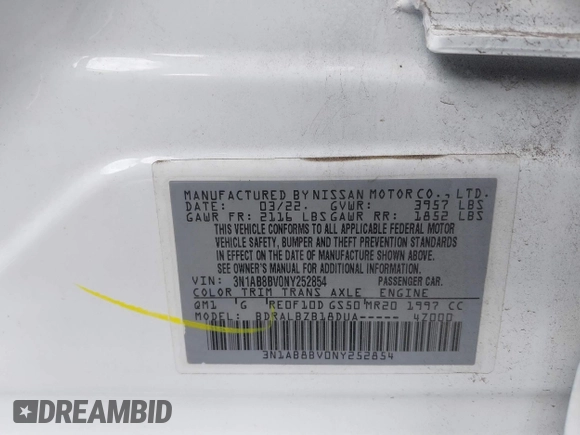 MANUFACTURED BY NISSAN MOTOR CO., LTD.
DATE: 03/22. GVWR: 3957 LBS
GAWR FR: 2116 LBS GAWR RR: 1852 LBS
THIS VEHICLE CONFORMS TO ALL APPLICABLE FEDERAL MOTOR
VEHICLE SAFETY, BUMPER AND THEFT PREVENTION STANDARDS
IN EFFECT ON THE DATE OF MANUFACTURE SHOWN ABOVE.
SEE OWNER'S MANUAL FOR ADDITIONAL INFORMATION.
VIN: 3N1AB8BV0NY252854 PASSENGER CAR.
COLOR TRIM TRANS AXLE ENGINE
QM1 'G RE0F10D GS50 MR20 1997 CC
MODEL: BDRALBZB18DUA----- 4Z000
3N1AB8BV0NY252854
DREAMBID